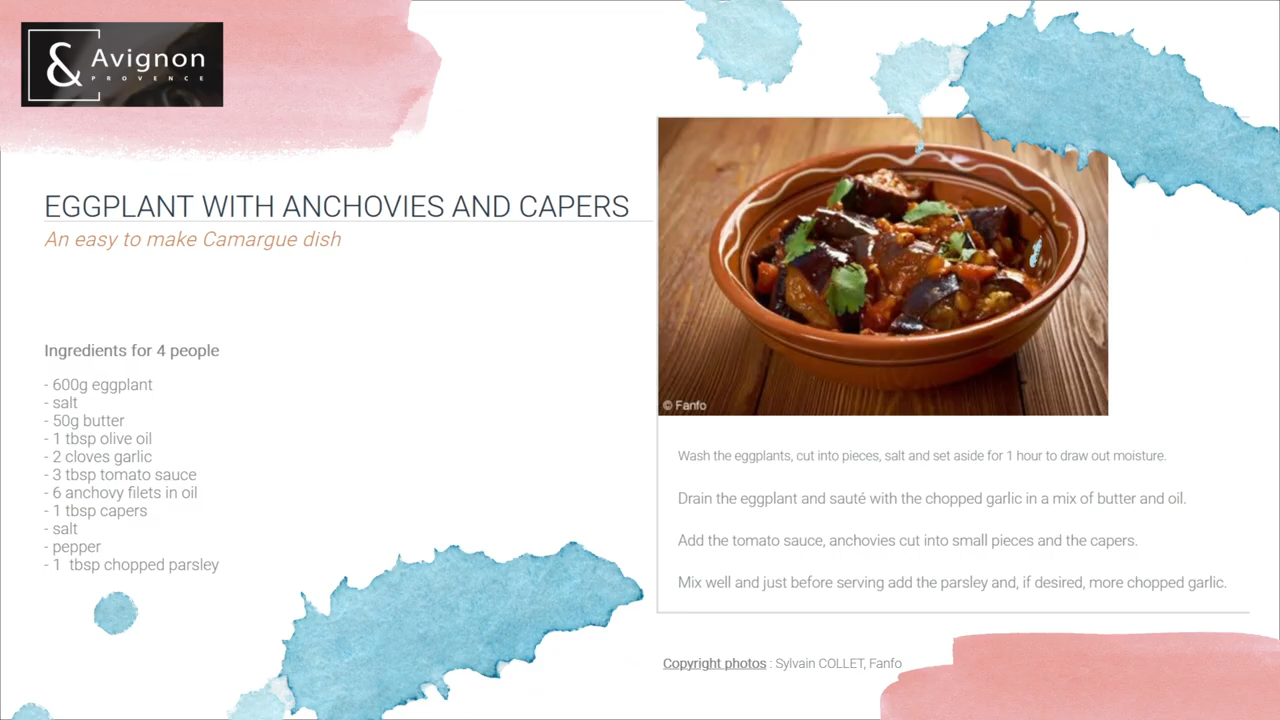 & Avignon
PROVENCE
EGGPLANT WITH ANCHOVIES AND CAPERS
An easy to make Camargue dish
Ingredients for 4 people
- 600g eggplant
- salt
- 50g butter
- 1 tbsp olive oil
- 2 cloves garlic
- 3 tbsp tomato sauce
- 6 anchovy filets in oil
- 1 tbsp capers
- salt
- pepper
- 1 tbsp chopped parsley
© Fanfo
Wash the eggplants, cut into pieces, salt and set aside for 1 hour to draw out moisture.
Drain the eggplant and sauté with the chopped garlic in a mix of butter and oil.
Add the tomato sauce, anchovies cut into small pieces and the capers.
Mix well and just before serving add the parsley and, if desired, more chopped garlic.
Copyright photos : Sylvain COLLET, Fanfo